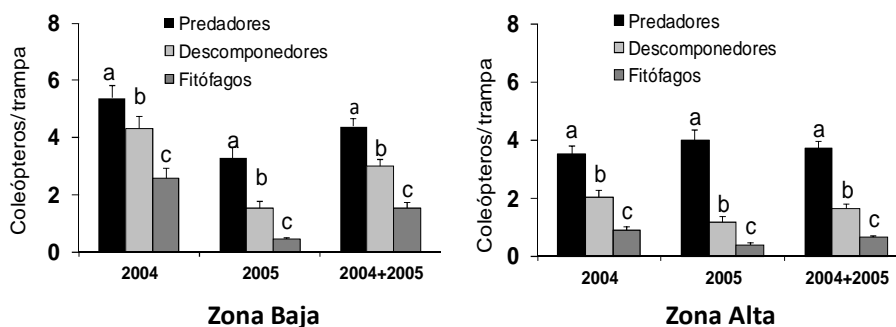 Predadores
Descomponedores
Fitófagos
Coleópteros/trampa
8
6
4
2
0
a
b
c
a
b
c
a
b
c
2004
2005
2004+2005
Zona Baja
Predadores
Descomponedores
Fitófagos
Coleópteros/trampa
8
6
4
2
0
a
b
c
a
b
c
a
b
c
2004
2005
2004+2005
Zona Alta